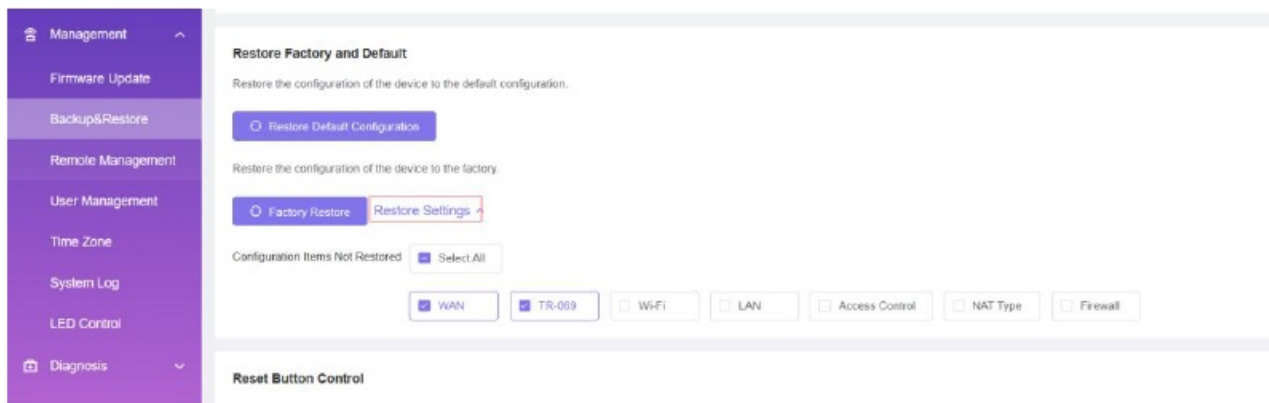 Management
Firmware Update
Backup&Restore
Remote Management
User Management
Time Zone
System Log
LED Control
Diagnosis
Restore Factory and Default
Restore the configuration of the device to the default configuration.
Restore Default Configuration
Restore the configuration of the device to the factory.
Factory Restore Restore Settings
Configuration Items Not Restored Select All
WAN TR-069 Wi-Fi LAN Access Control NAT Type Firewall
Reset Button Control